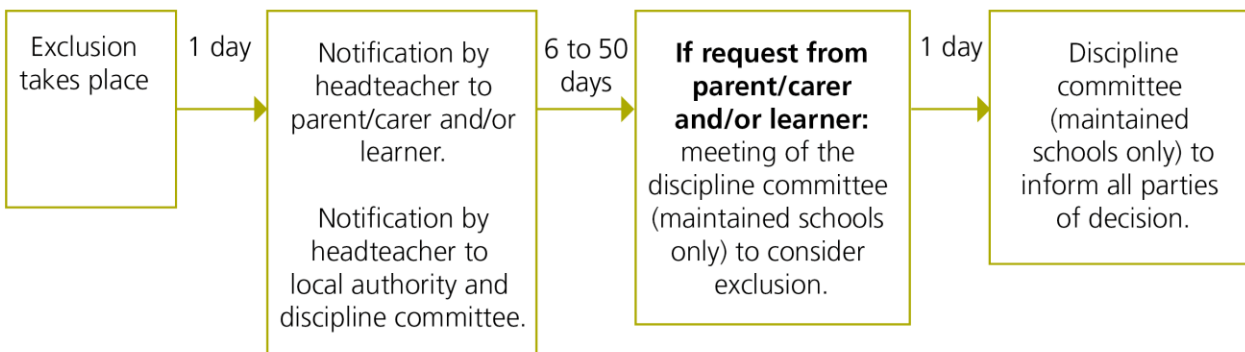 Exclusion
takes place
1 day
Notification by
headteacher to
parent/carer and/or
learner.
Notification by
headteacher to
local authority and
discipline committee.
6 to 50
days
If request from
parent/carer
and/or learner:
meeting of the
discipline committee
(maintained schools
only) to consider
exclusion.
1 day
Discipline
committee
(maintained
schools only) to
inform all parties
of decision.